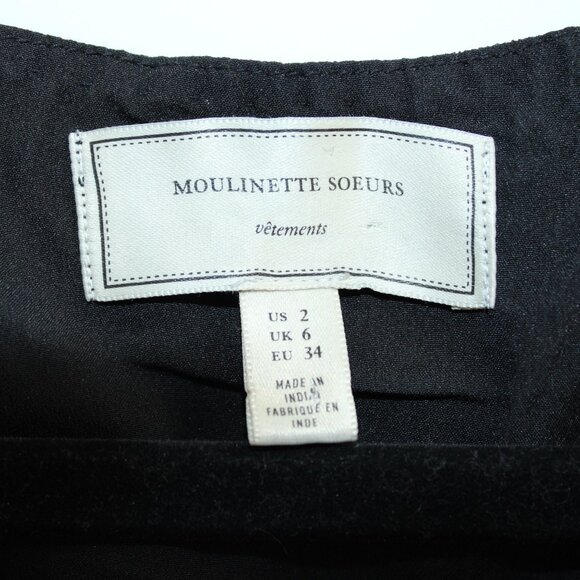 MOULINETTE SOEURS
vêtements
US 2
UK 6
EU 34
MADE IN
INDIA
FABRIQUÉ EN
INDE